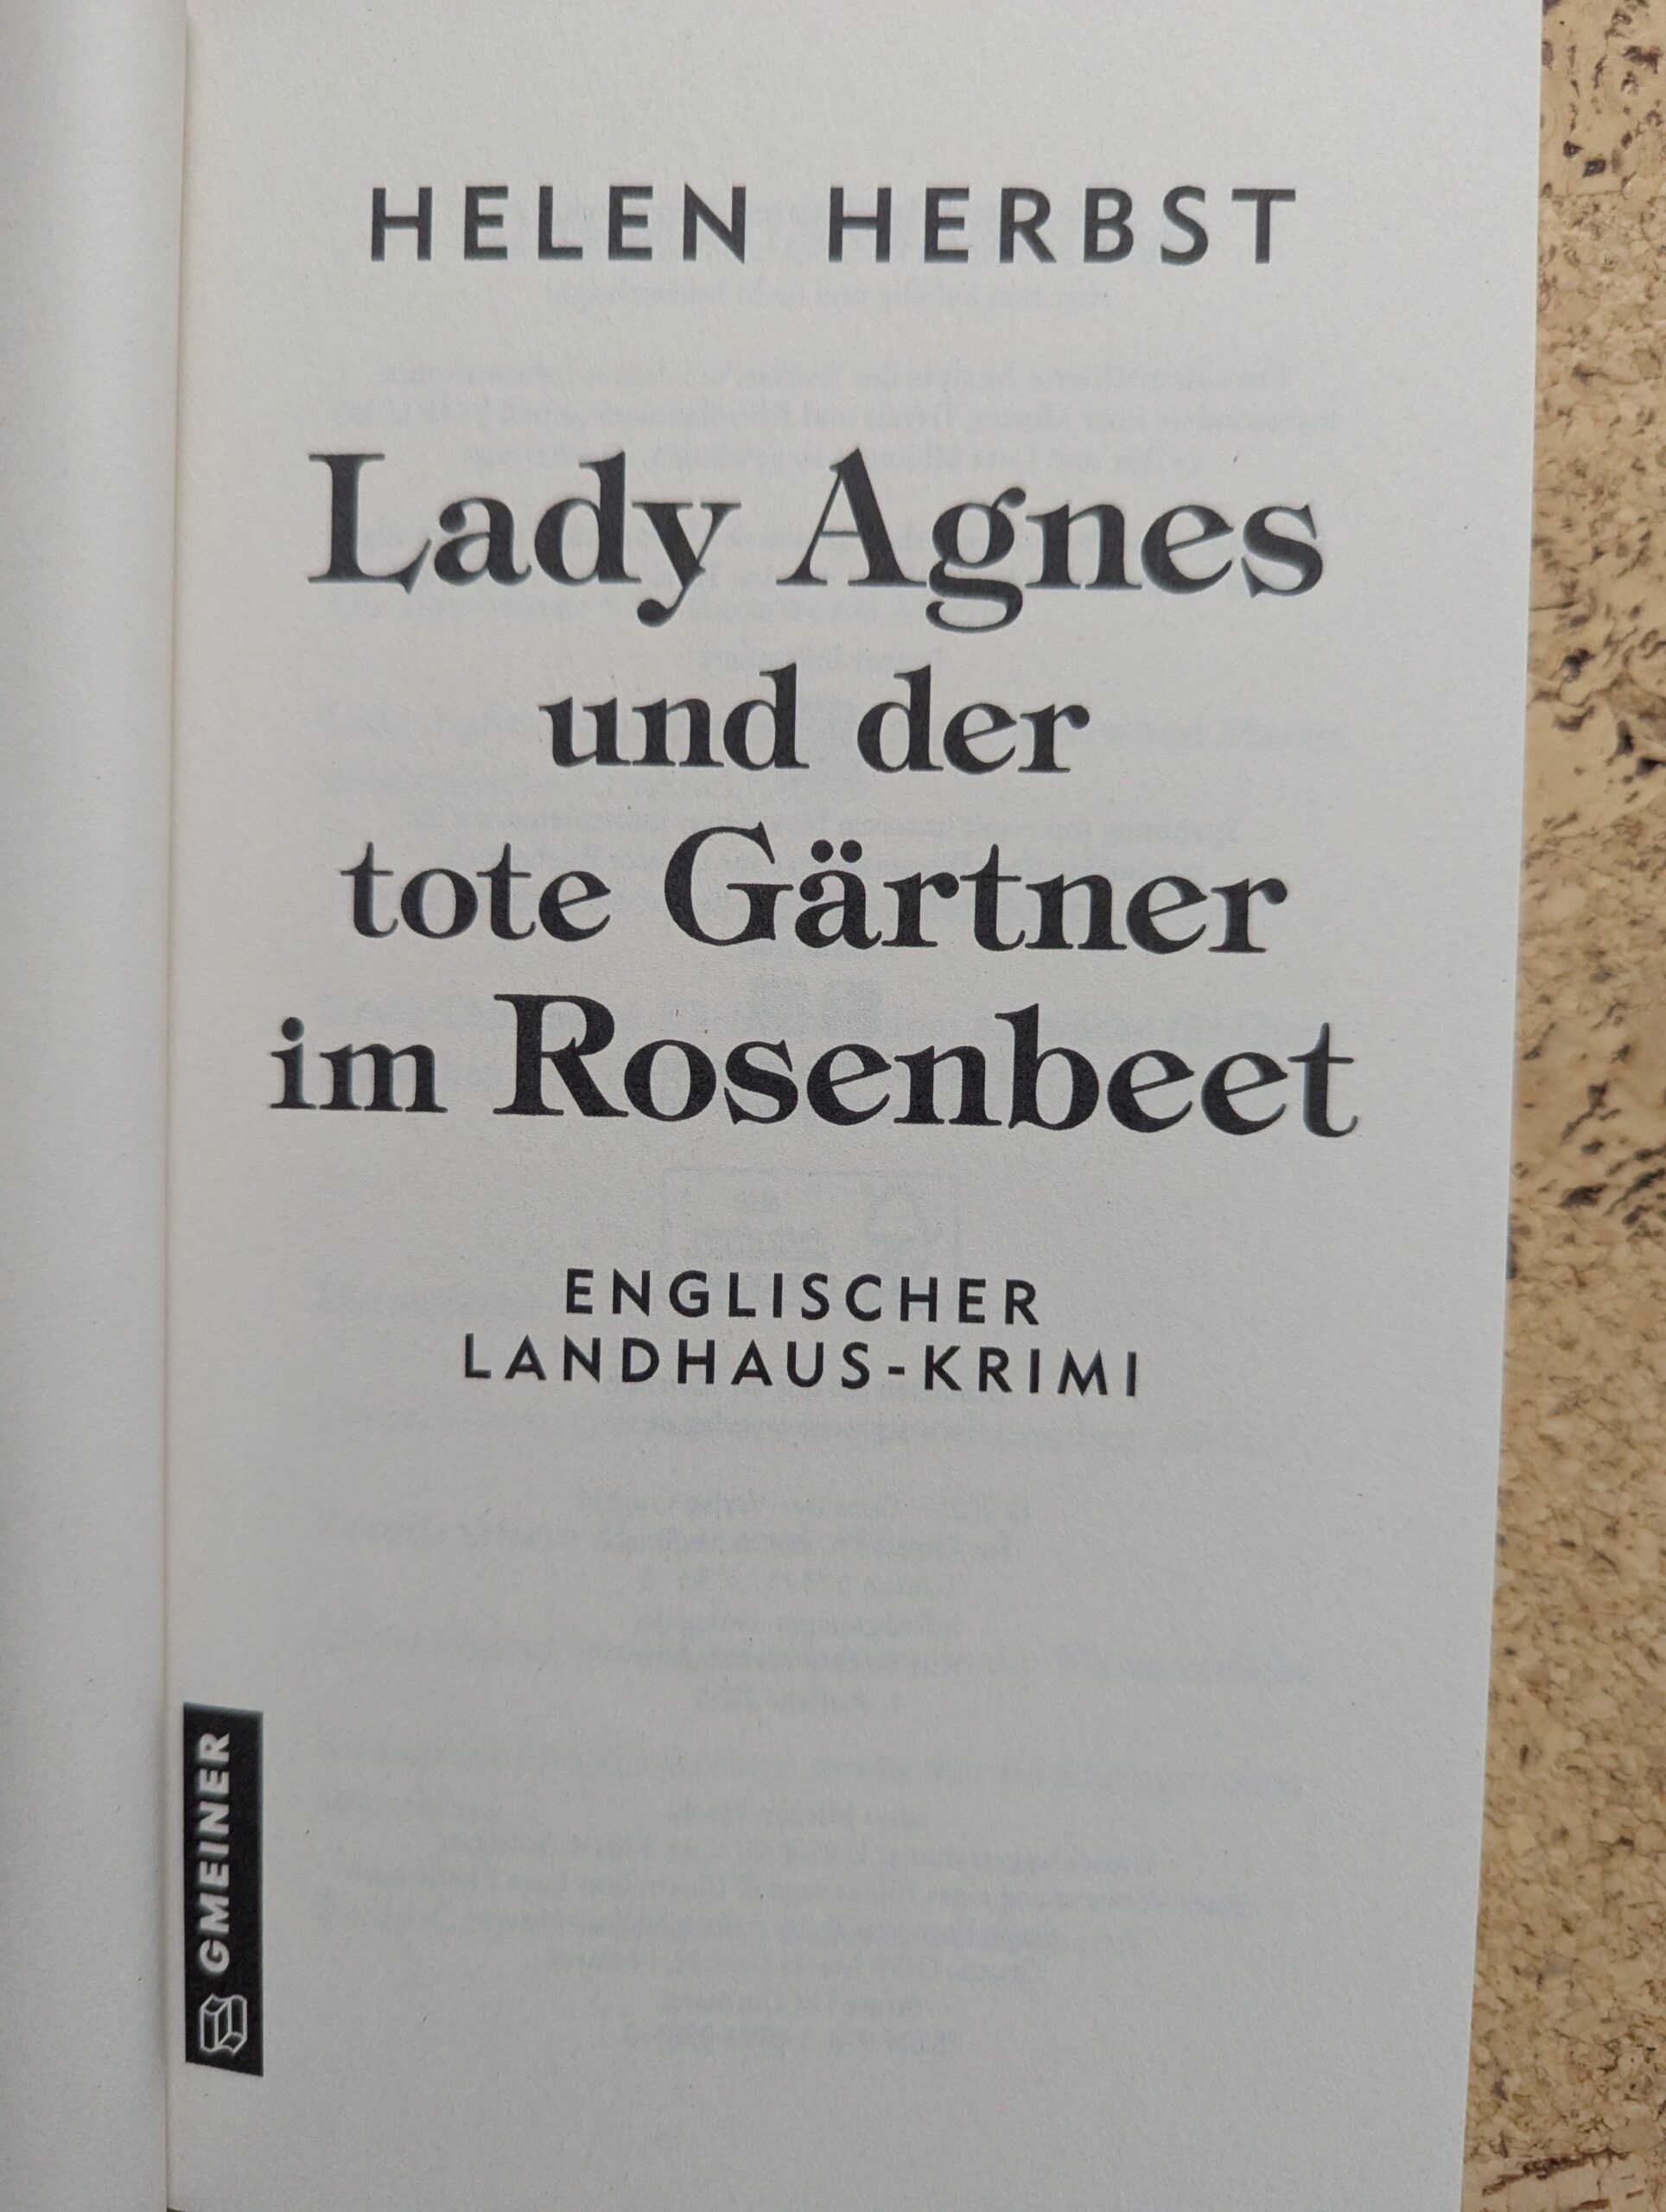 HELEN HERBST
Lady Agnes
und der
tote Gärtner
im Rosenbeet
ENGLISCHER
LANDHAUS-KRIMI
GMEINER